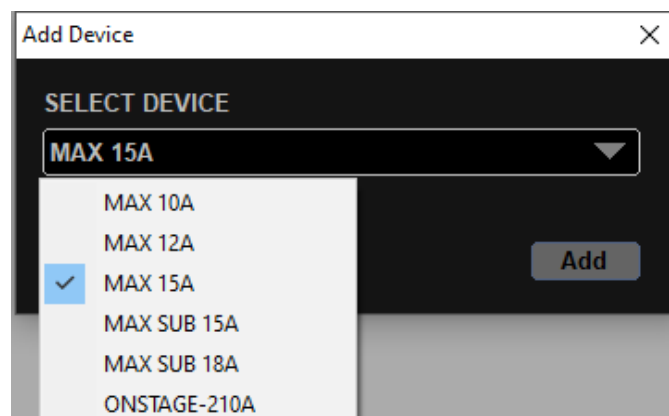 Add Device
SELECT DEVICE
MAX 15A
MAX 10A
MAX 12A
MAX 15A
Add
MAX SUB 15A
MAX SUB 18A
ONSTAGE-210A